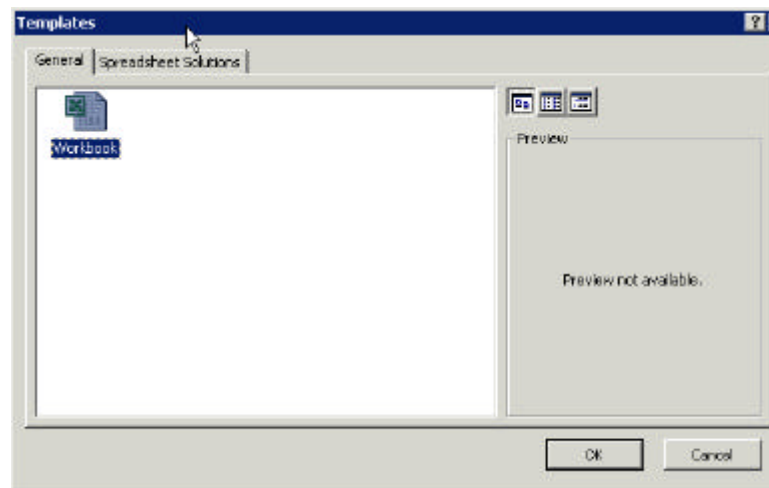 Templates
General
Spreadsheet Solutions
Workbook
Preview
Preview not available.
OK
Cancel